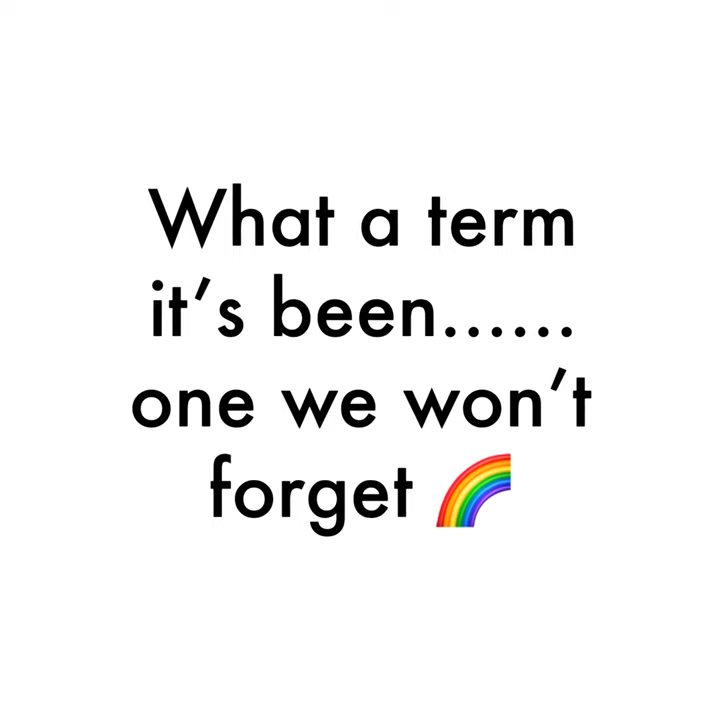 What a term
it’s been......
one we won’t
forget 🌈